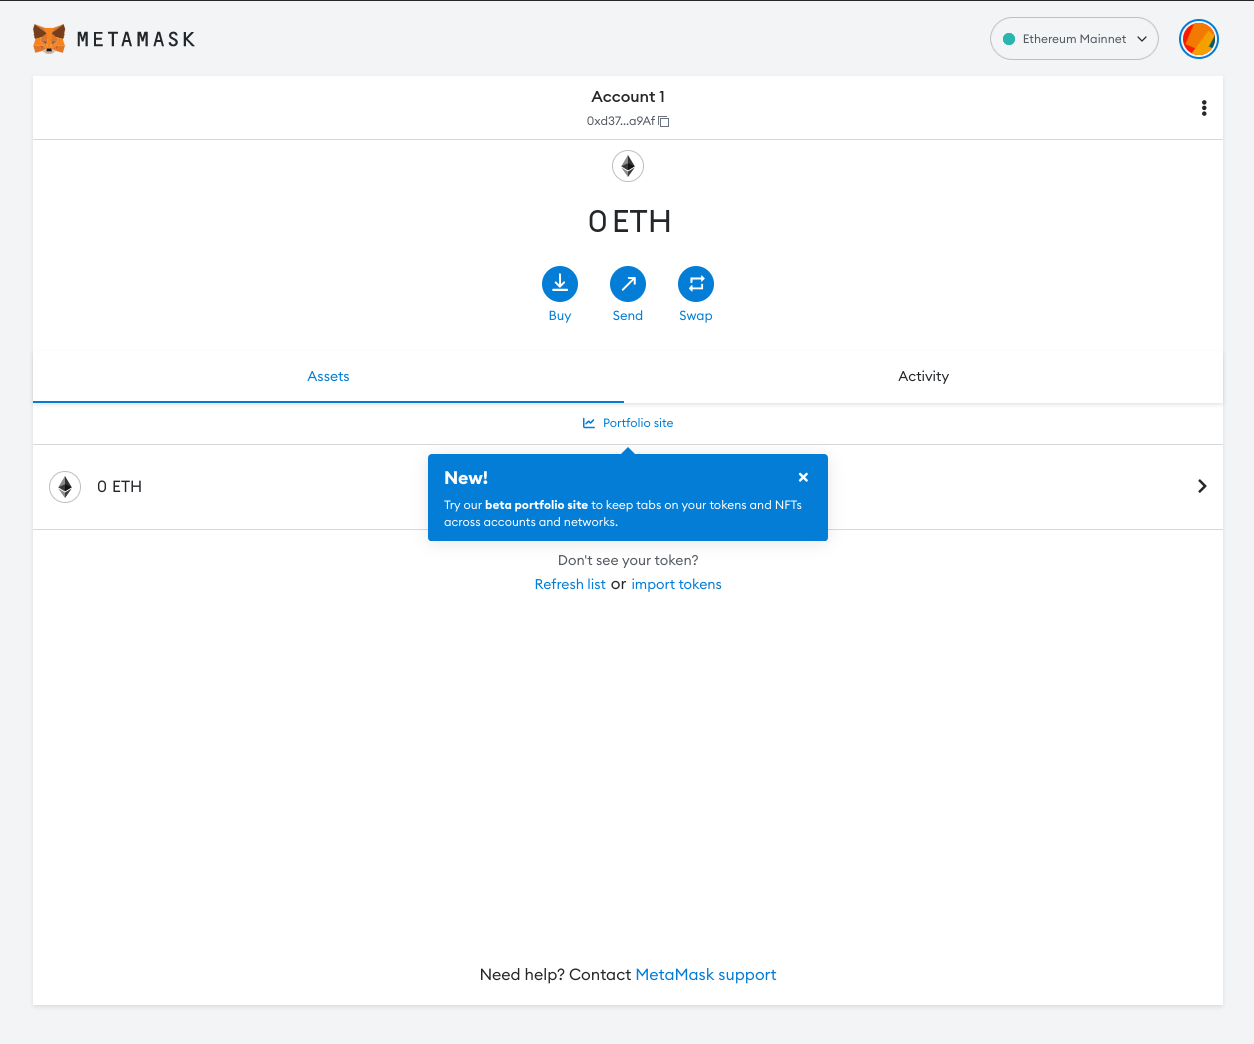 METAMASK
Ethereum Mainnet
Account 1
0xd37...a9Af
0 ETH
Buy
Send
Swap
Assets
Activity
Portfolio site
0 ETH
New!
Try our beta portfolio site to keep tabs on your tokens and NFTs
across accounts and networks.
Don't see your token?
Refresh list or import tokens
Need help? Contact MetaMask support